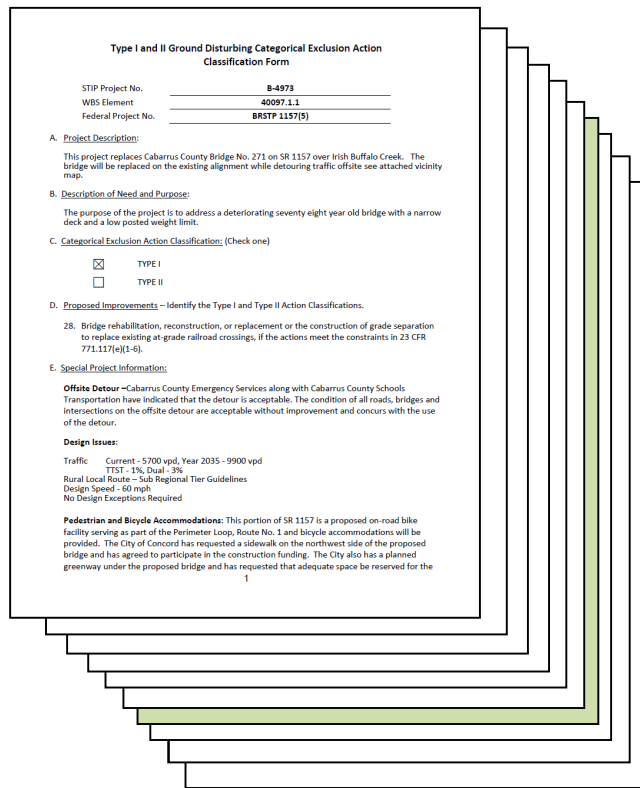 Type I and II Ground Disturbing Categorical Exclusion Action
Classification Form
STIP Project No. B-4973
WBS Element 40097.1.1
Federal Project No. BRSTP 1157(5)
A. Project Description:
This project replaces Cabarrus County Bridge No. 271 on SR 1157 over Irish Buffalo Creek. The
bridge will be replaced on the existing alignment while detouring traffic offsite see attached vicinity
map.
B. Description of Need and Purpose:
The purpose of the project is to address a deteriorating seventy eight year old bridge with a narrow
deck and a low posted weight limit.
C. Categorical Exclusion Action Classification: (Check one)
TYPE I
TYPE II
D. Proposed Improvements – Identify the Type I and Type II Action Classifications.
28. Bridge rehabilitation, reconstruction, or replacement or the construction of grade separation
to replace existing at-grade railroad crossings, if the actions meet the constraints in 23 CFR
771.117(e)(1-6).
E. Special Project Information:
Offsite Detour –Cabarrus County Emergency Services along with Cabarrus County Schools
Transportation have indicated that the detour is acceptable. The condition of all roads, bridges and
intersections on the offsite detour are acceptable without improvement and concurs with the use
of the detour.
Design Issues:
Traffic Current - 5700 vpd, Year 2035 - 9900 vpd
TTST - 1%, Dual - 3%
Rural Local Route – Sub Regional Tier Guidelines
Design Speed - 60 mph
No Design Exceptions Required
Pedestrian and Bicycle Accommodations: This portion of SR 1157 is a proposed on-road bike
facility serving as part of the Perimeter Loop, Route No. 1 and bicycle accommodations will be
provided. The City of Concord has requested a sidewalk on the northwest side of the proposed
bridge and has agreed to participate in the construction funding. The City also has a planned
greenway under the proposed bridge and has requested that adequate space be reserved for the
1